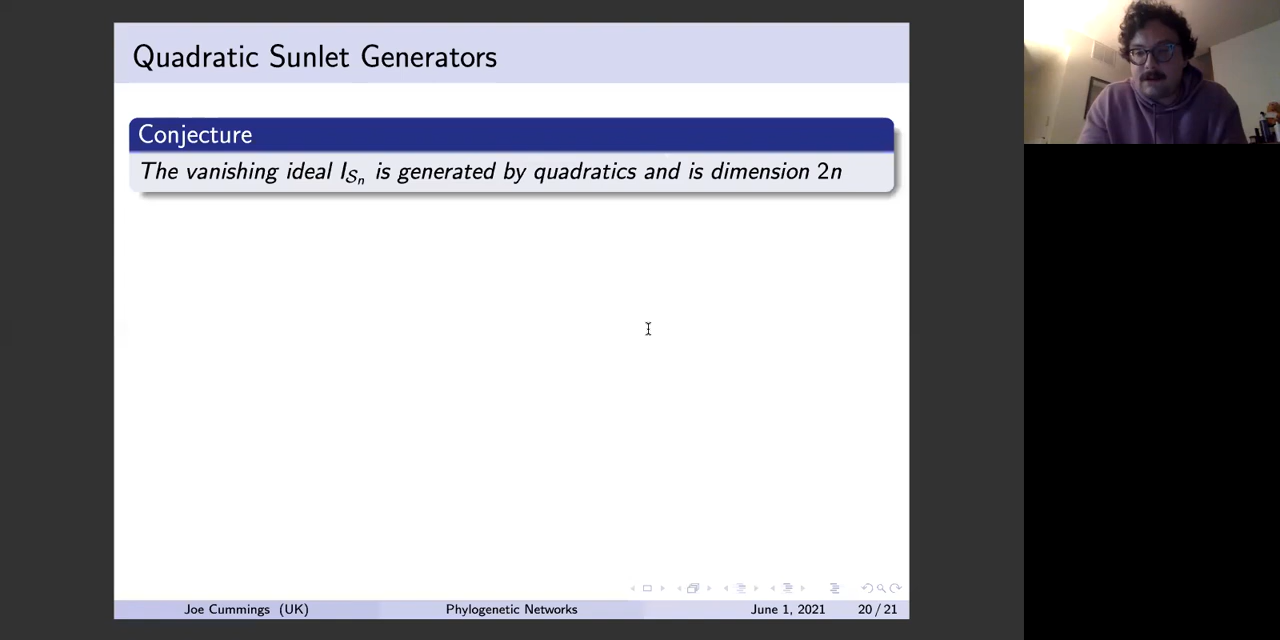 Quadratic Sunlet Generators
Conjecture
The vanishing ideal I_{S_n} is generated by quadratics and is dimension 2n
Joe Cummings (UK) Phylogenetic Networks June 1, 2021 20 / 21